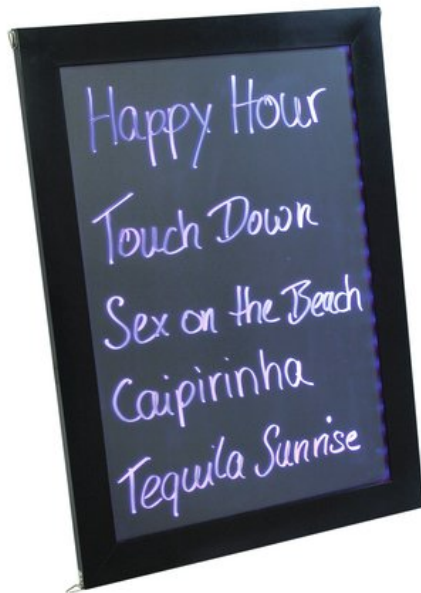 Happy Hour
Touch Down
Sex on the Beach
Caipirinha
Tequila Sunrise